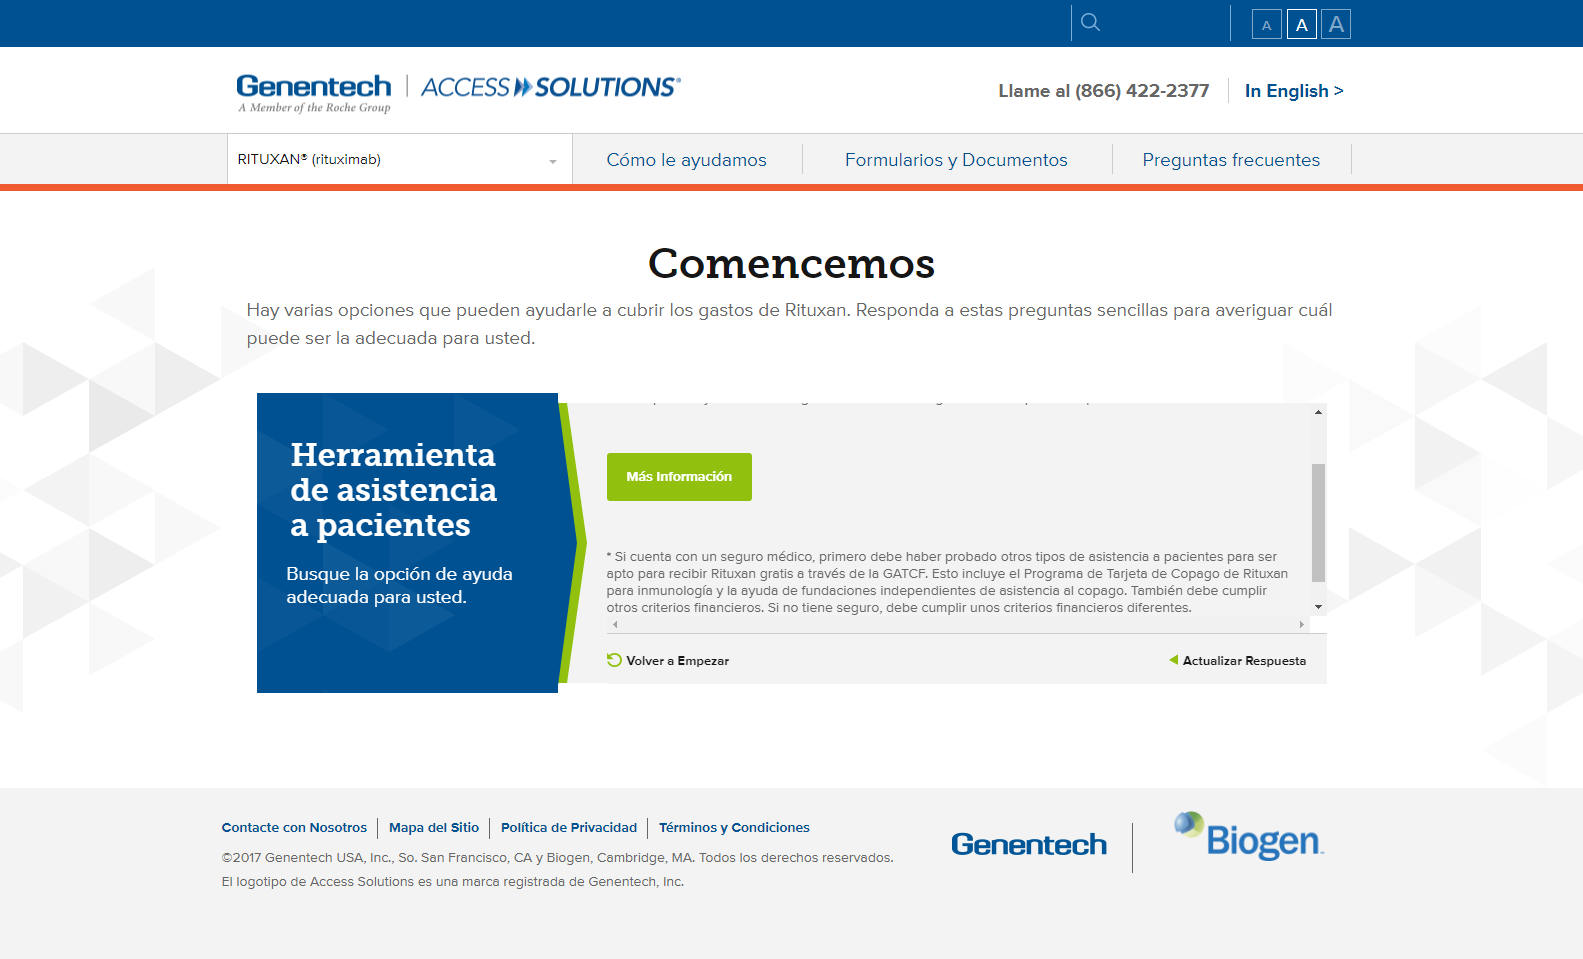 A A A
Genentech
A Member of the Roche Group
ACCESS SOLUTIONS®
Llame al (866) 422-2377
In English >
RITUXAN® (rituximab)
Cómo le ayudamos
Formularios y Documentos
Preguntas frecuentes
Comencemos
Hay varias opciones que pueden ayudarle a cubrir los gastos de Rituxan. Responda a estas preguntas sencillas para averiguar cuál
puede ser la adecuada para usted.
Herramienta
de asistencia
a pacientes
Busque la opción de ayuda
adecuada para usted.
Más Información
* Si cuenta con un seguro médico, primero debe haber probado otros tipos de asistencia a pacientes para ser
apto para recibir Rituxan gratis a través de la GATCF. Esto incluye el Programa de Tarjeta de Copago de Rituxan
para inmunología y la ayuda de fundaciones independientes de asistencia al copago. También debe cumplir
otros criterios financieros. Si no tiene seguro, debe cumplir unos criterios financieros diferentes.
Volver a Empezar
Actualizar Respuesta
Contacte con Nosotros
Mapa del Sitio
Política de Privacidad
Términos y Condiciones
©2017 Genentech USA, Inc., So. San Francisco, CA y Biogen, Cambridge, MA. Todos los derechos reservados.
El logotipo de Access Solutions es una marca registrada de Genentech, Inc.
Genentech
Biogen